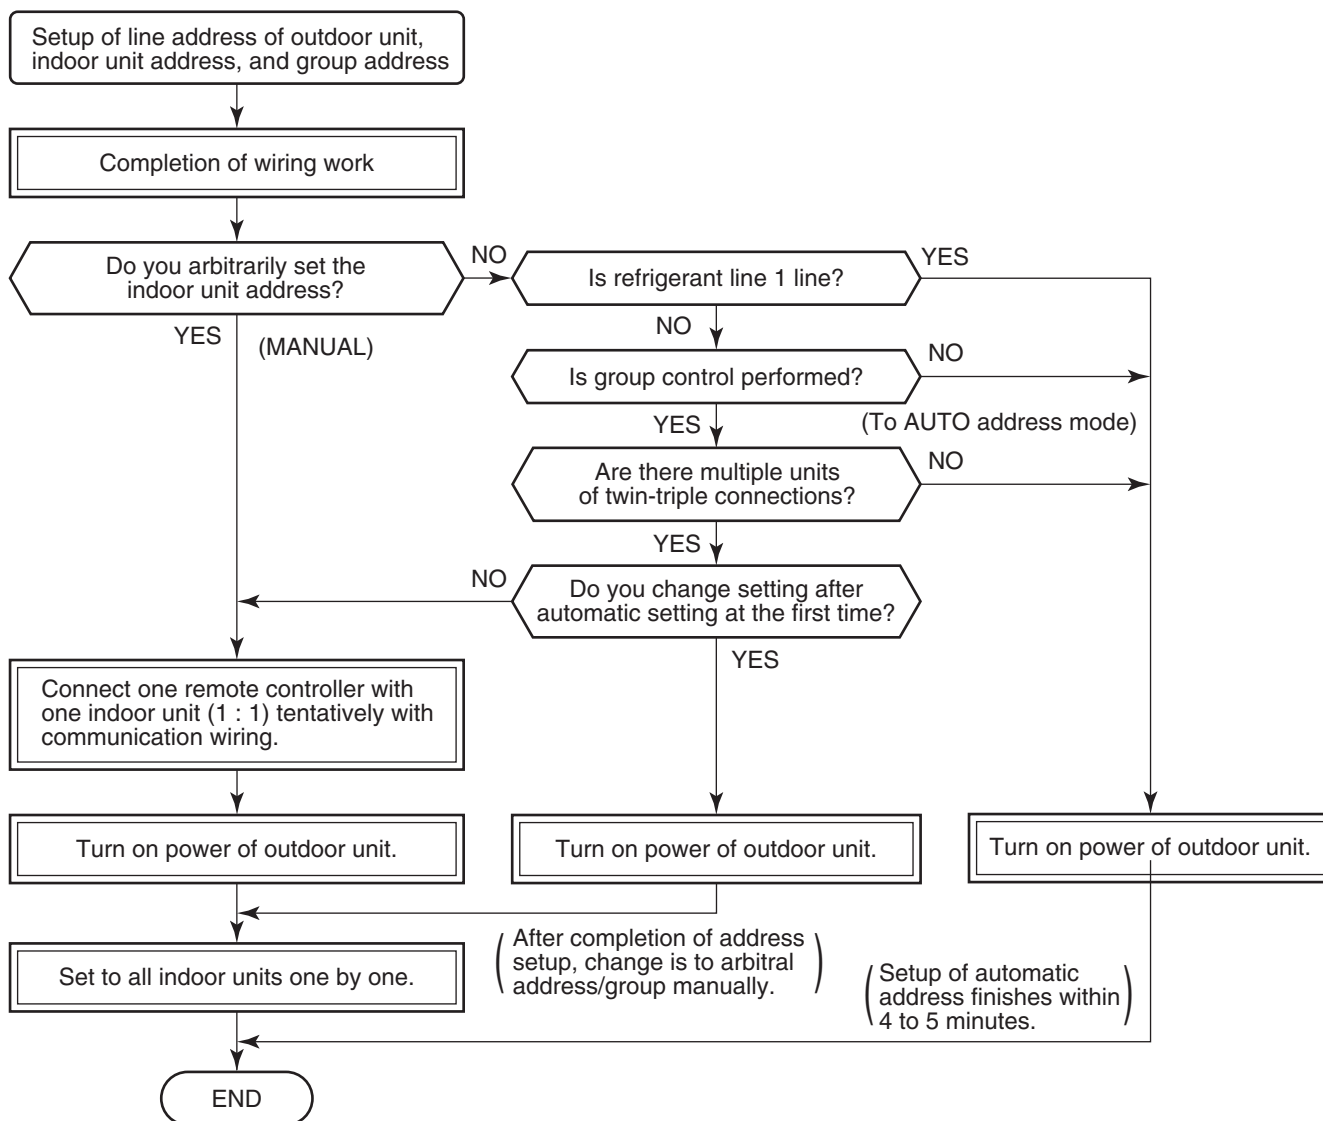 Setup of line address of outdoor unit,
indoor unit address, and group address
Completion of wiring work
Do you arbitrarily set the
indoor unit address?
NO
YES
(MANUAL)
Is refrigerant line 1 line?
YES
NO
Is group control performed?
NO
(To AUTO address mode)
YES
Are there multiple units
of twin-triple connections?
NO
YES
Do you change setting after
automatic setting at the first time?
NO
YES
Connect one remote controller with
one indoor unit (1 : 1) tentatively with
communication wiring.
Turn on power of outdoor unit.
Turn on power of outdoor unit.
Turn on power of outdoor unit.
(After completion of address
setup, change is to arbitral
address/group manually.)
Set to all indoor units one by one.
(Setup of automatic
address finishes within
4 to 5 minutes.)
END